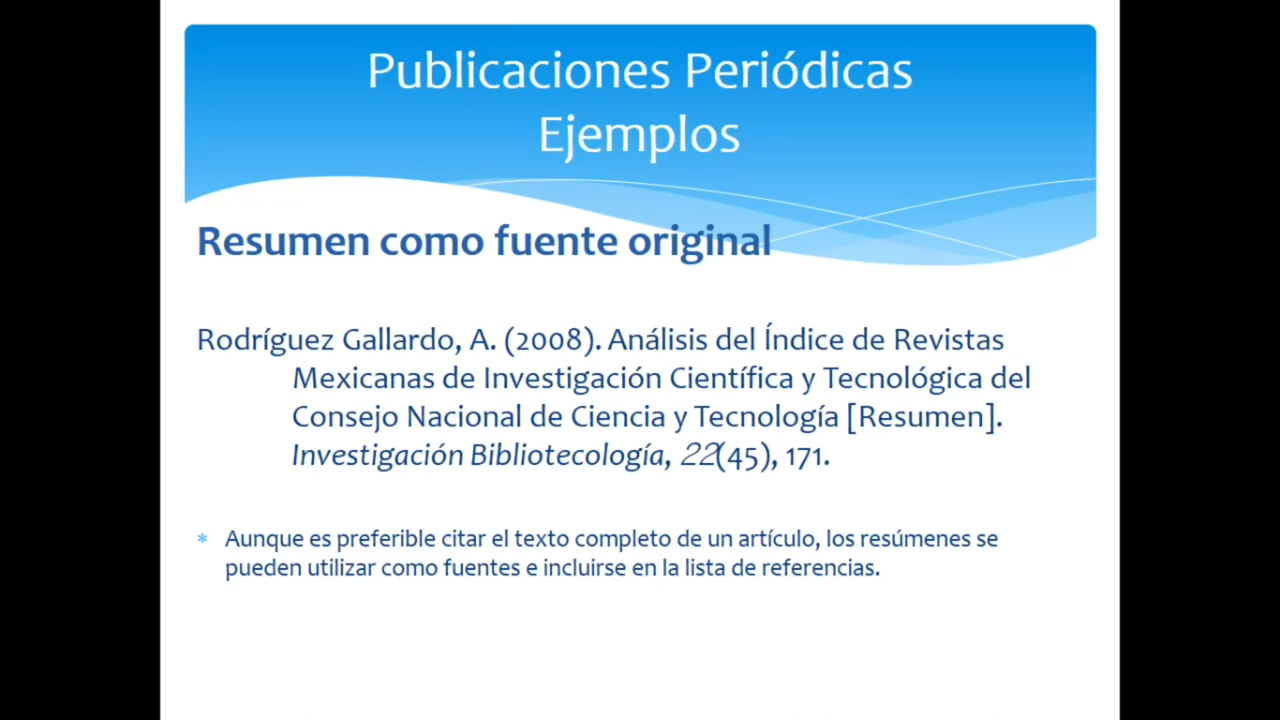 Publicaciones Periódicas
Ejemplos
Resumen como fuente original
Rodríguez Gallardo, A. (2008). Análisis del Índice de Revistas
Mexicanas de Investigación Científica y Tecnológica del
Consejo Nacional de Ciencia y Tecnología [Resumen].
Investigación Bibliotecología, 22(45), 171.
* Aunque es preferible citar el texto completo de un artículo, los resúmenes se
pueden utilizar como fuentes e incluirse en la lista de referencias.